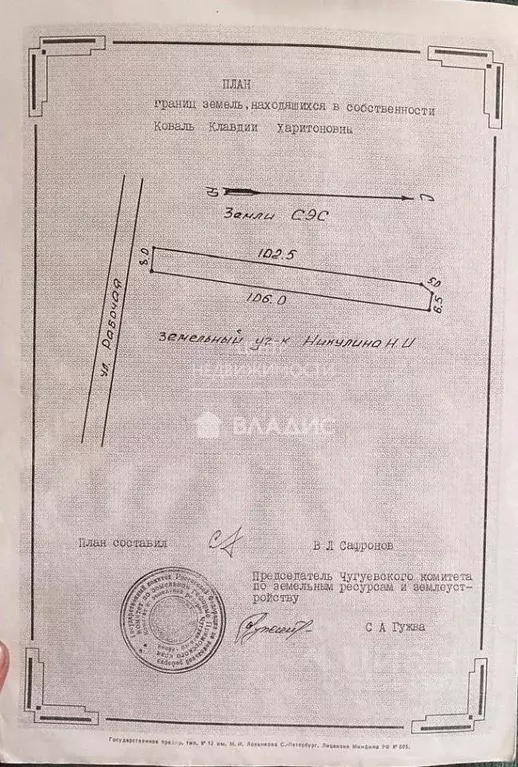 ПЛАН
границ земель, находящихся в собственности
Коваль Клавдии Харитоновны
Ю С
Земли СЭС
8.0
102.5
5.0
6.5
106.0
ул. Рабочая
Земельный уч-к Никулина Н.И
НЕДВИЖИМОСТИ
ВЛАДИС
План составил В Л Сафронов
Председатель Чугуевского комитета
по земельным ресурсам и землеуст-
ройству
С А Гужва
Приморского края